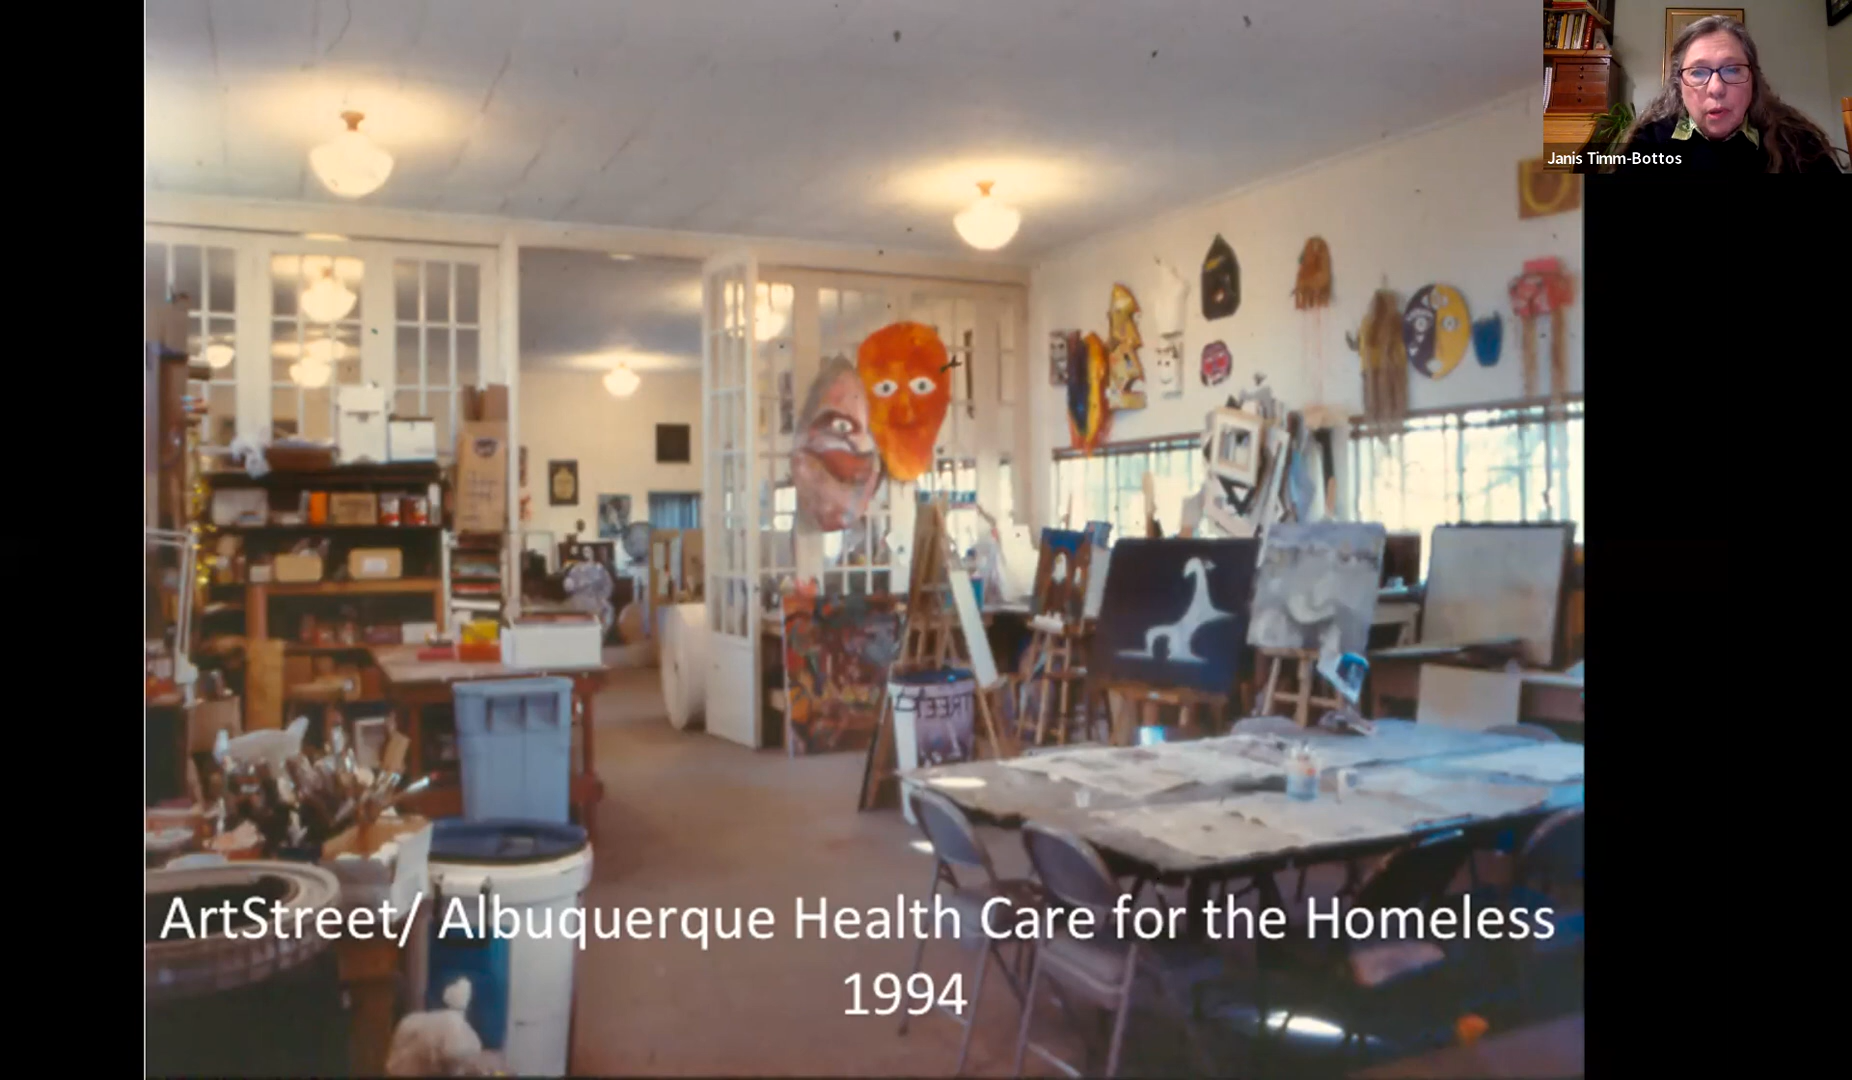 Janis Timm-Bottos
ArtStreet/ Albuquerque Health Care for the Homeless
1994